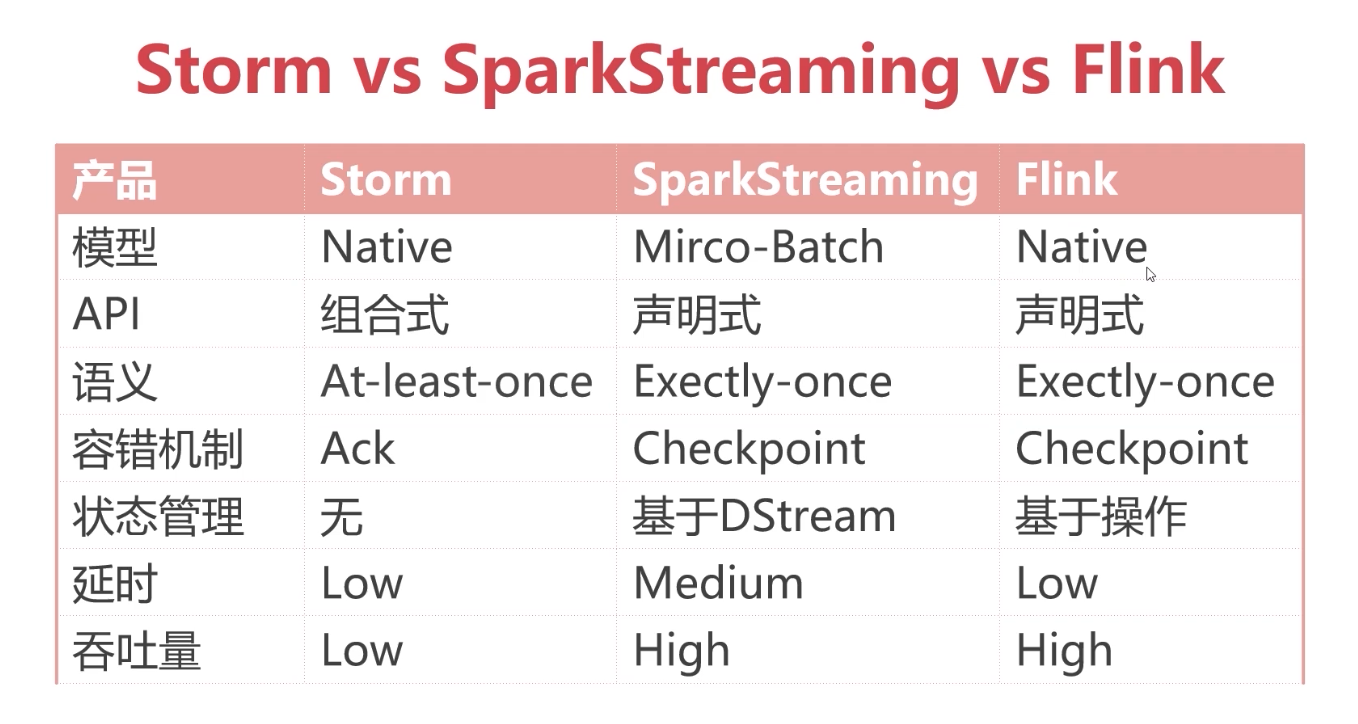 Storm vs SparkStreaming vs Flink
产品 Storm SparkStreaming Flink
模型 Native Mirco-Batch Native
API 组合式 声明式 声明式
语义 At-least-once Exectly-once Exectly-once
容错机制 Ack Checkpoint Checkpoint
状态管理 无 基于DStream 基于操作
延时 Low Medium Low
吞吐量 Low High High